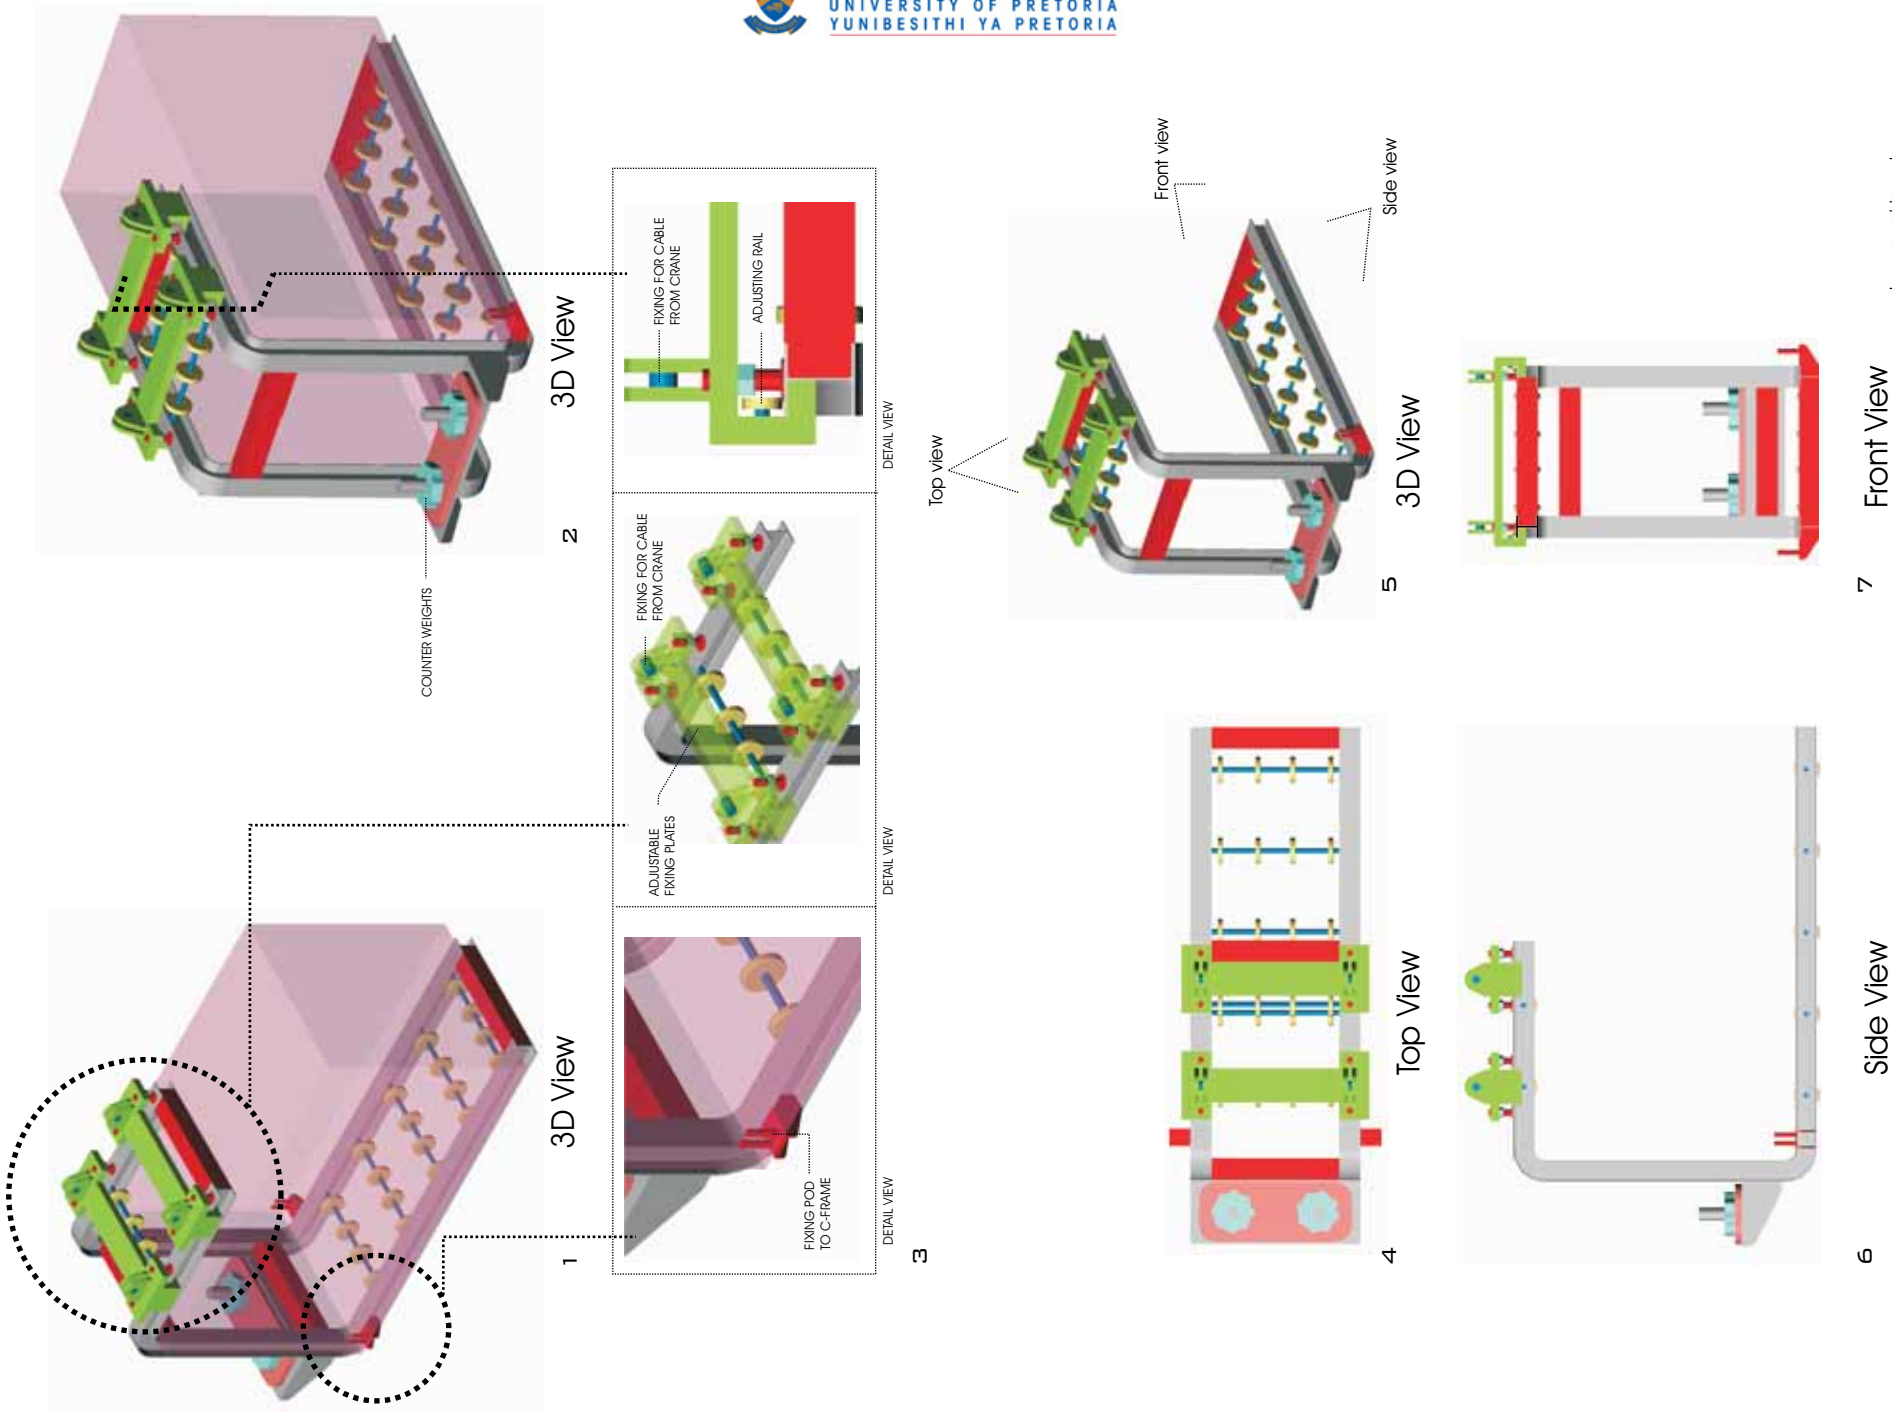 UNIVERSITY OF PRETORIA
YUNIBESITHI YA PRETORIA
3D View
1
3D View
2
COUNTER WEIGHTS
FIXING POD
TO C-FRAME
DETAIL VIEW
ADJUSTABLE
FIXING PLATES
FIXING FOR CABLE
FROM CRANE
DETAIL VIEW
FIXING FOR CABLE
FROM CRANE
ADJUSTING RAIL
DETAIL VIEW
3
Top View
4
Top view
Front view
Side view
3D View
5
Side View
6
Front View
7